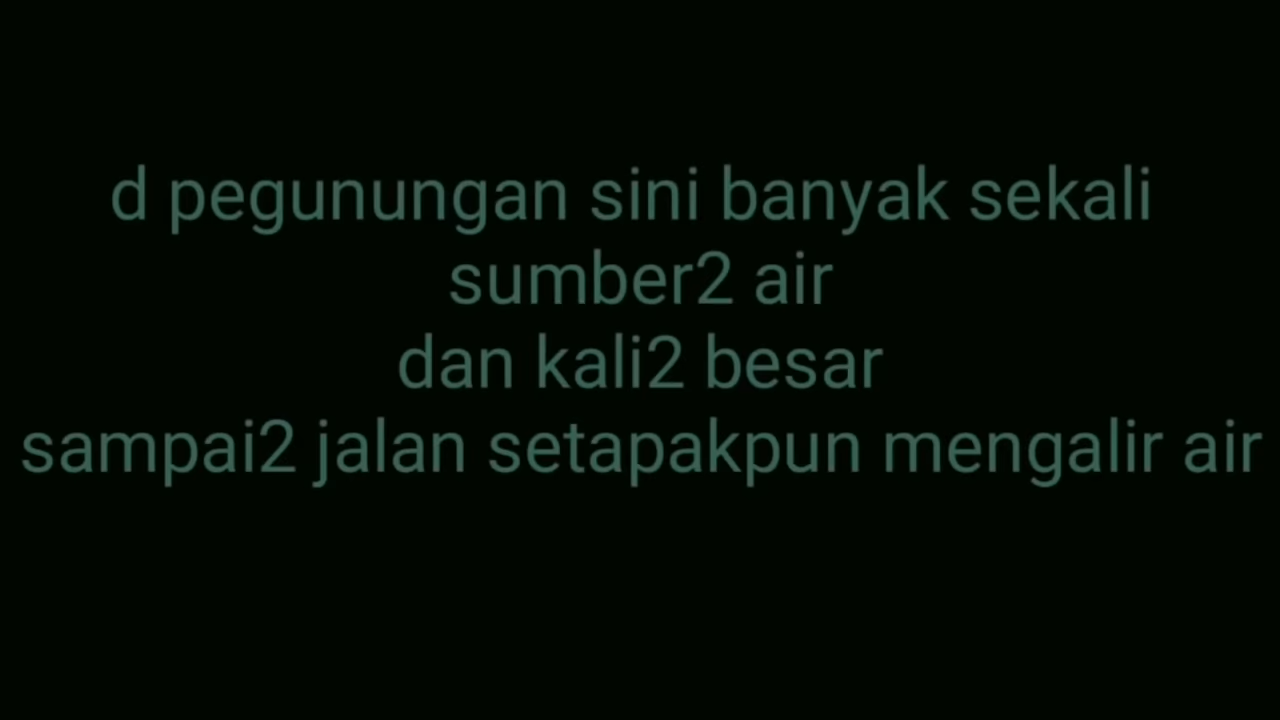 d pegunungan sini banyak sekali
sumber2 air
dan kali2 besar
sampai2 jalan setapakpun mengalir air